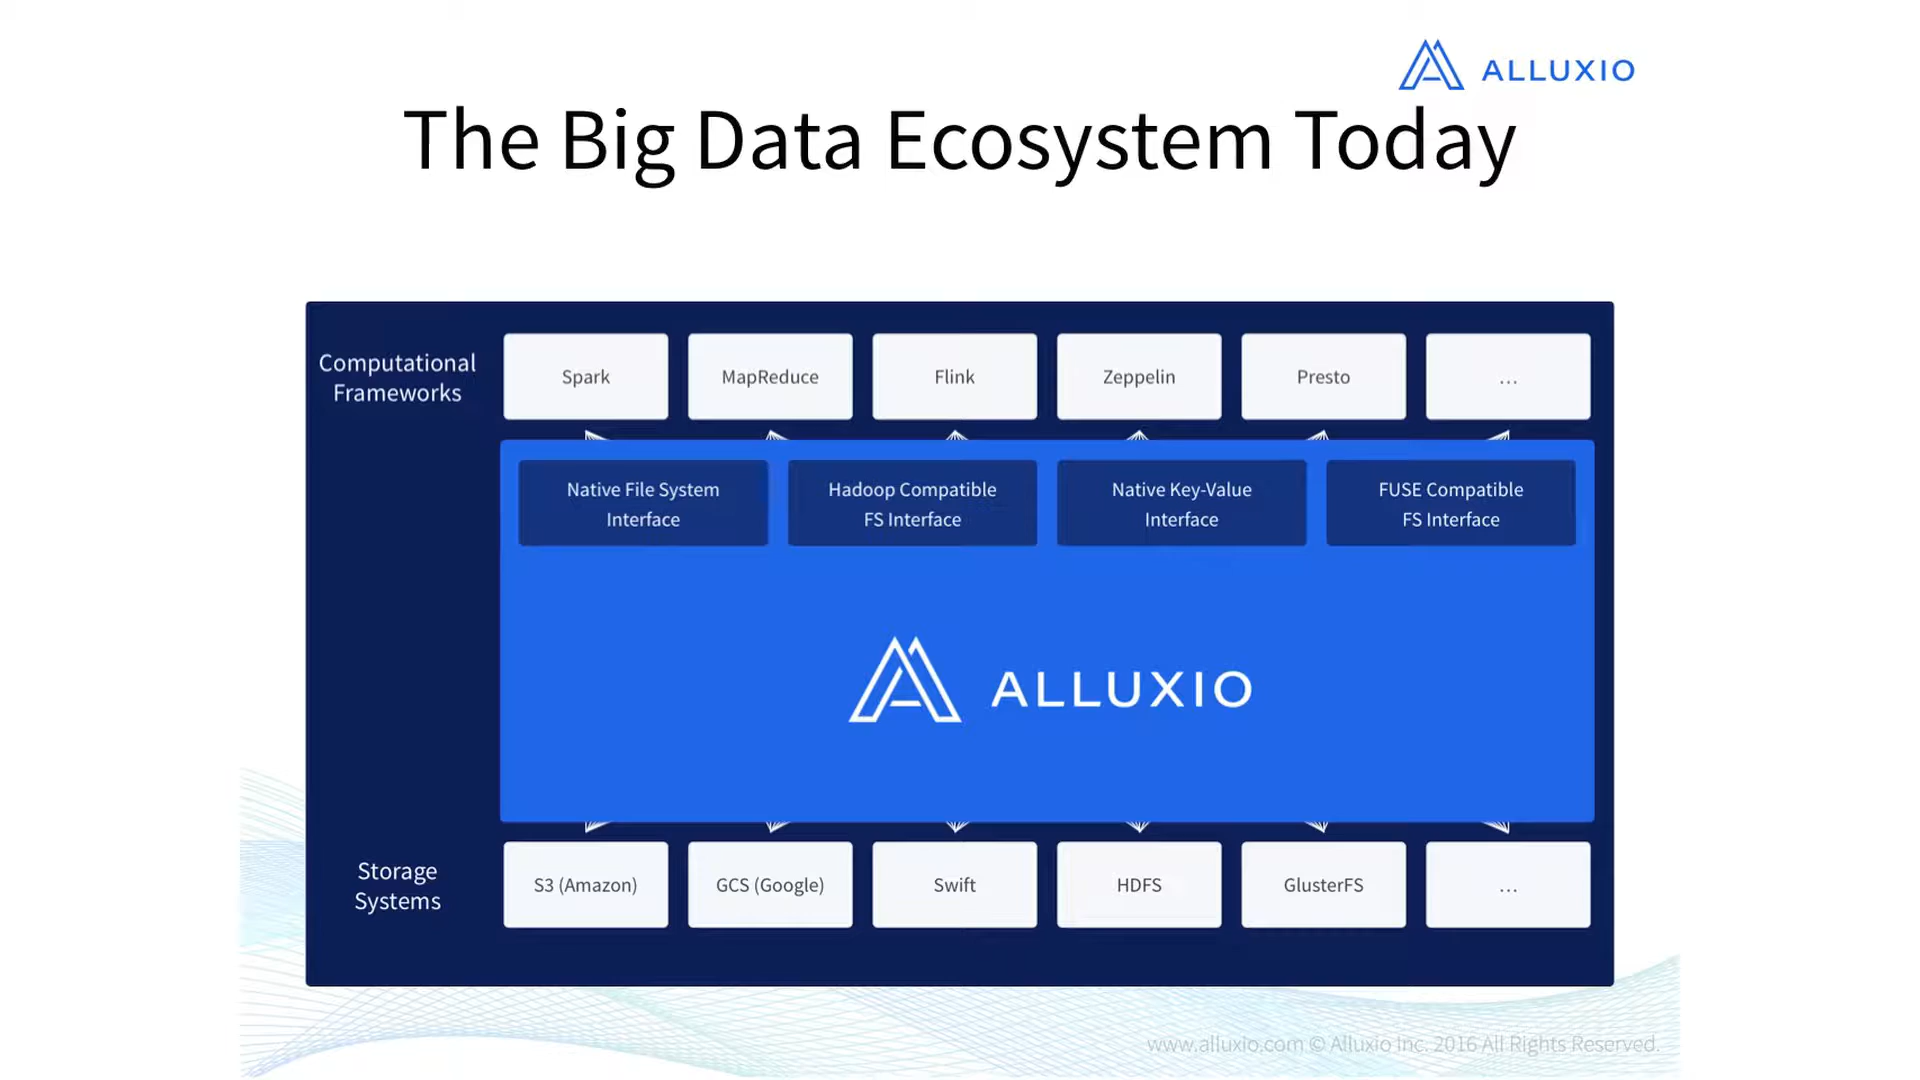 ALLUXIO
The Big Data Ecosystem Today
Computational
Frameworks
Spark
MapReduce
Flink
Zeppelin
Presto
...
Native File System
Interface
Hadoop Compatible
FS Interface
Native Key-Value
Interface
FUSE Compatible
FS Interface
ALLUXIO
Storage
Systems
S3 (Amazon)
GCS (Google)
Swift
HDFS
GlusterFS
...
www.alluxio.com © Alluxio Inc. 2016 All Rights Reserved.